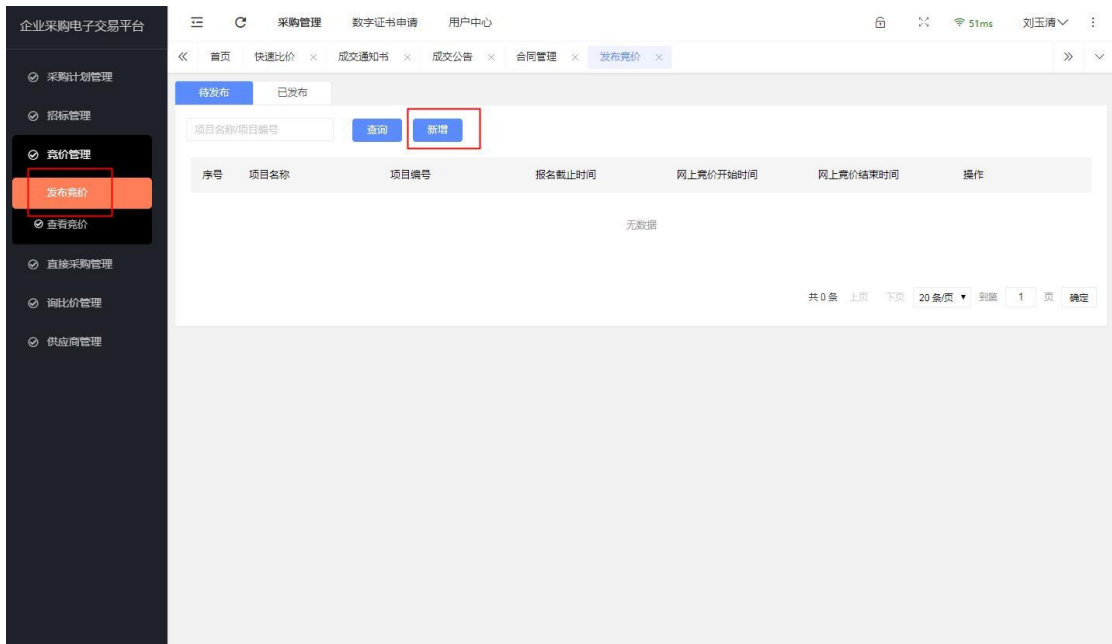 企业采购电子交易平台
采购管理 数字证书申请 用户中心 51ms 刘玉清
首页 快速比价 成交通知书 成交公告 合同管理 发布竞价
采购计划管理
招标管理
竞价管理
发布竞价
查看竞价
直接采购管理
询比价管理
供应商管理
待发布 已发布
项目名称/项目编号 查询 新增
序号 项目名称 项目编号 报名截止时间 网上竞价开始时间 网上竞价结束时间 操作
无数据
共 0 条 上页 下页 20 条/页 到第 1 页 确定